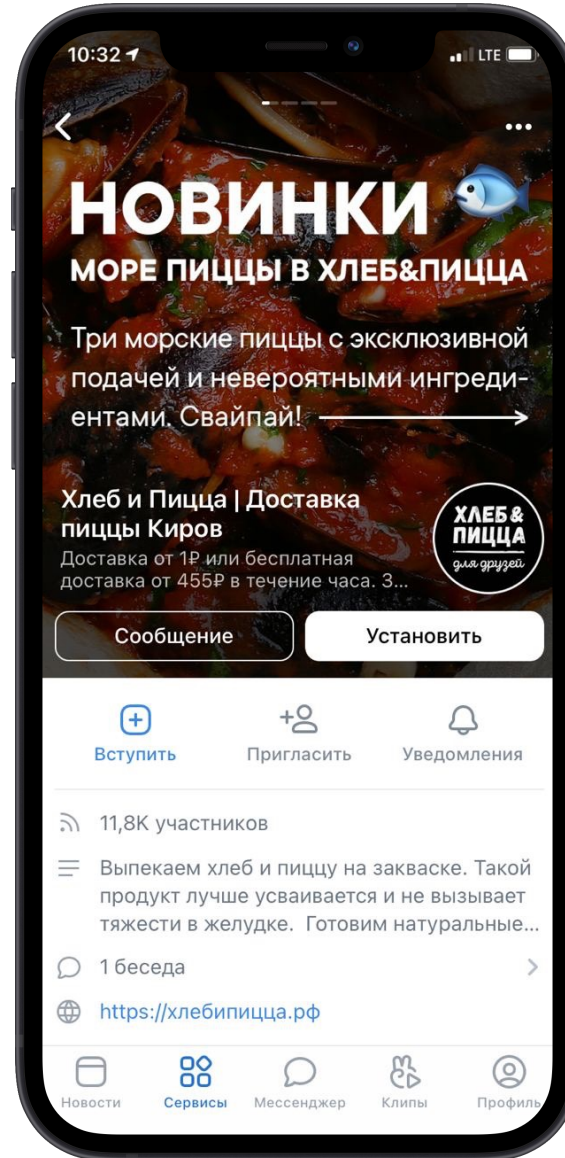 10:32
LTE
НОВИНКИ
МОРЕ ПИЦЦЫ В ХЛЕБ&ПИЦЦА
Три морские пиццы с эксклюзивной
подачей и невероятными ингреди-
ентами. Свайпай!
Хлеб и Пицца | Доставка
пиццы Киров
Доставка от 1₽ или бесплатная
доставка от 455₽ в течение часа. З...
ХЛЕБ&
ПИЦЦА
для друзей
Сообщение
Установить
Вступить
Пригласить
Уведомления
11,8K участников
Выпекаем хлеб и пиццу на закваске. Такой
продукт лучше усваивается и не вызывает
тяжести в желудке. Готовим натуральные...
1 беседа
https://хлебипицца.рф
Новости
Сервисы
Мессенджер
Клипы
Профиль